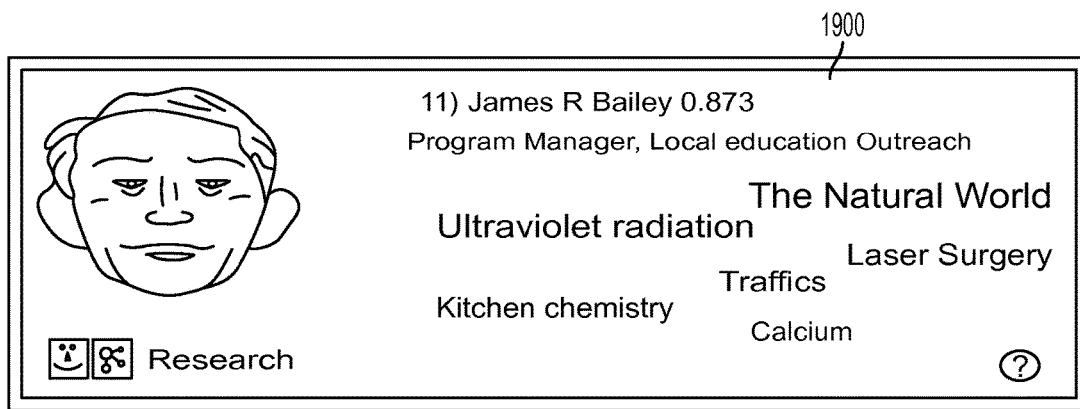 1900
11) James R Bailey 0.873
Program Manager, Local education Outreach
The Natural World
Ultraviolet radiation
Laser Surgery
Traffics
Kitchen chemistry
Calcium
Research
?